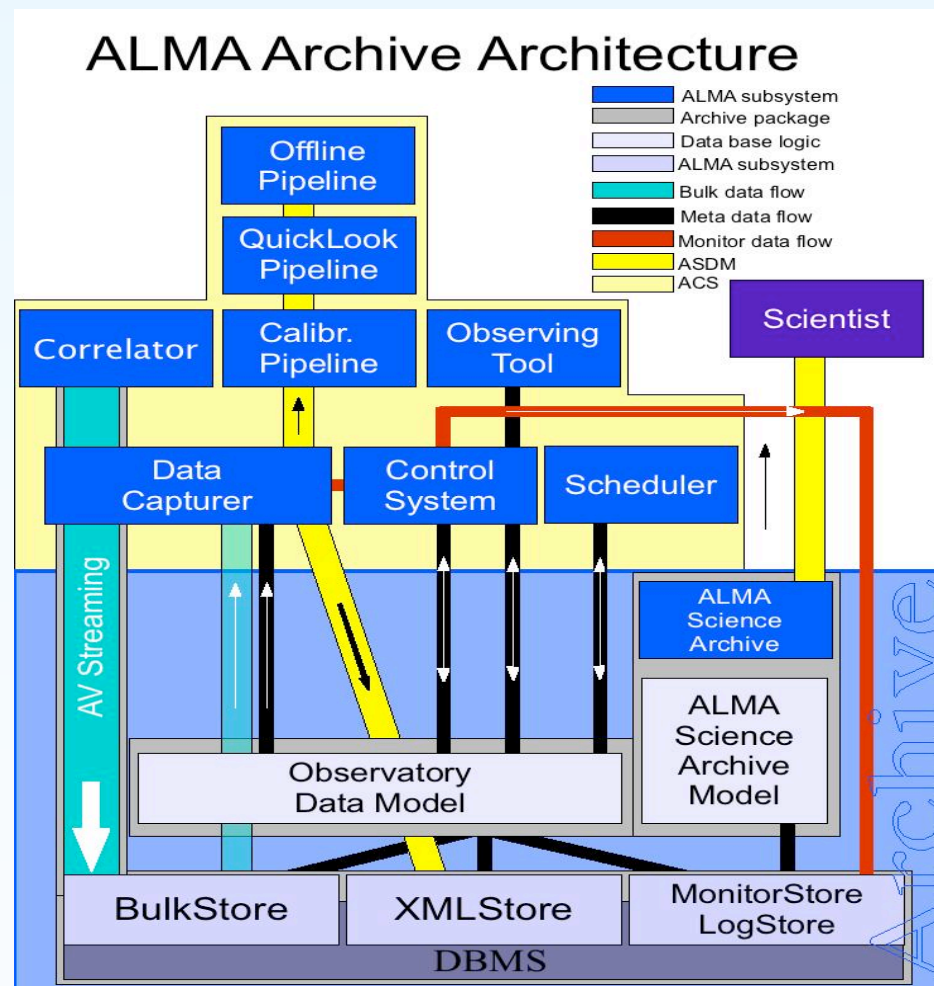 ALMA Archive Architecture
ALMA subsystem
Archive package
Data base logic
ALMA subsystem
Bulk data flow
Meta data flow
Monitor data flow
ASDM
ACS
Offline
Pipeline
QuickLook
Pipeline
Correlator
Calibr.
Pipeline
Observing
Tool
Scientist
Data
Capturer
Control
System
Scheduler
AV Streaming
ALMA
Science
Archive
ALMA
Science
Archive
Model
Archive
Observatory
Data Model
BulkStore
XMLStore
MonitorStore
LogStore
DBMS